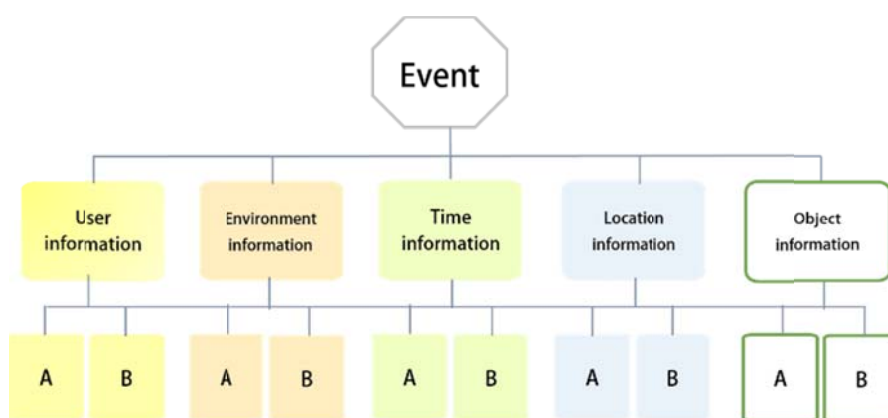 Event
User
information
Environment
information
Time
information
Location
information
Object
information
A
B
A
B
A
B
A
B
A
B